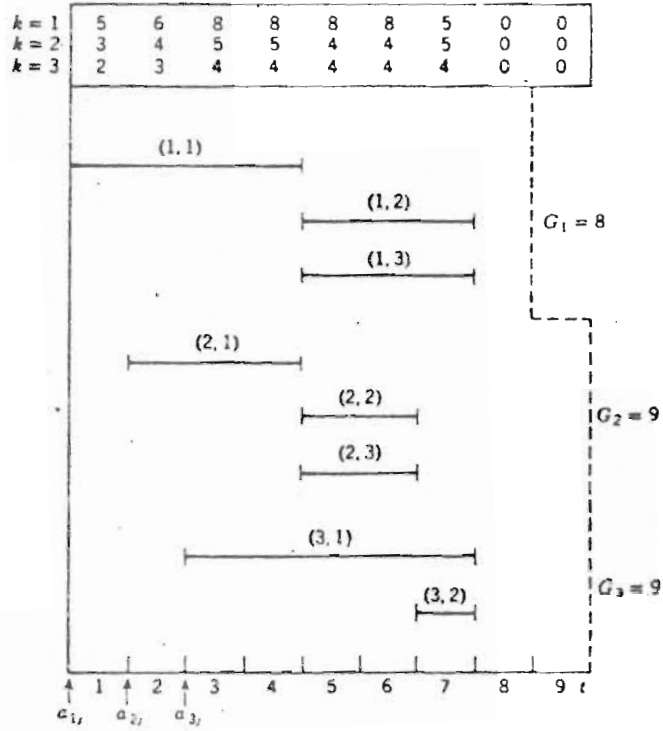 k = 1 5 6 8 8 8 8 5 0 0
k = 2 3 4 5 5 4 4 5 0 0
k = 3 2 3 4 4 4 4 4 0 0
(1, 1)
(1, 2)
G₁ = 8
(1, 3)
(2, 1)
(2, 2)
G₂ = 9
(2, 3)
(3, 1)
(3, 2)
G₃ = 9
1 2 3 4 5 6 7 8 9 t
a₁ⱼ a₂ⱼ a₃ⱼ